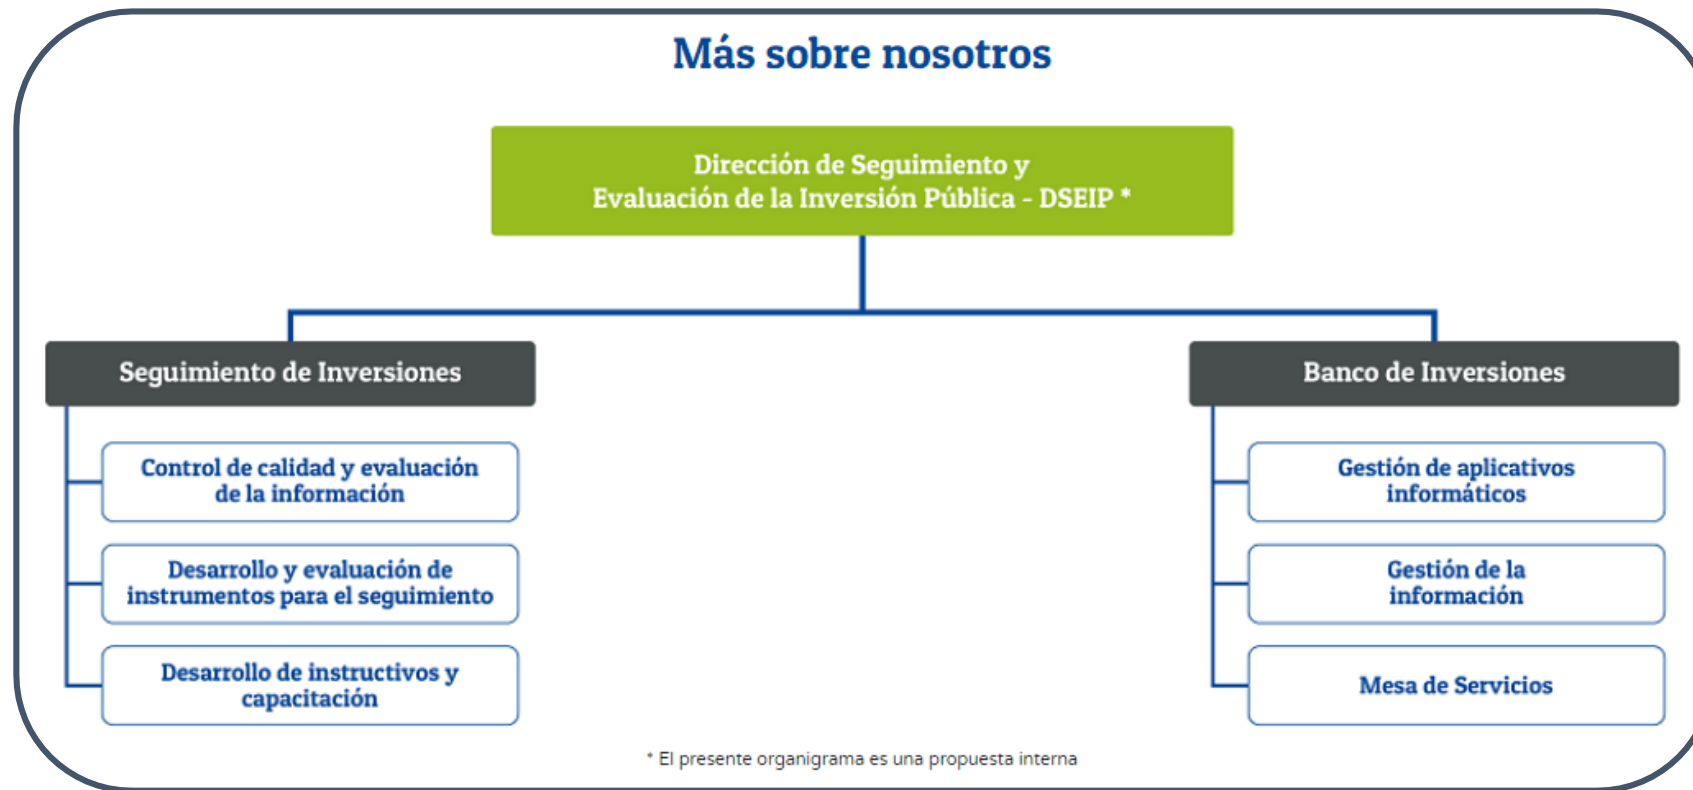 Más sobre nosotros
Dirección de Seguimiento y
Evaluación de la Inversión Pública - DSEIP *
Seguimiento de Inversiones
Control de calidad y evaluación
de la información
Desarrollo y evaluación de
instrumentos para el seguimiento
Desarrollo de instructivos y
capacitación
Banco de Inversiones
Gestión de aplicativos
informáticos
Gestión de la
información
Mesa de Servicios
* El presente organigrama es una propuesta interna